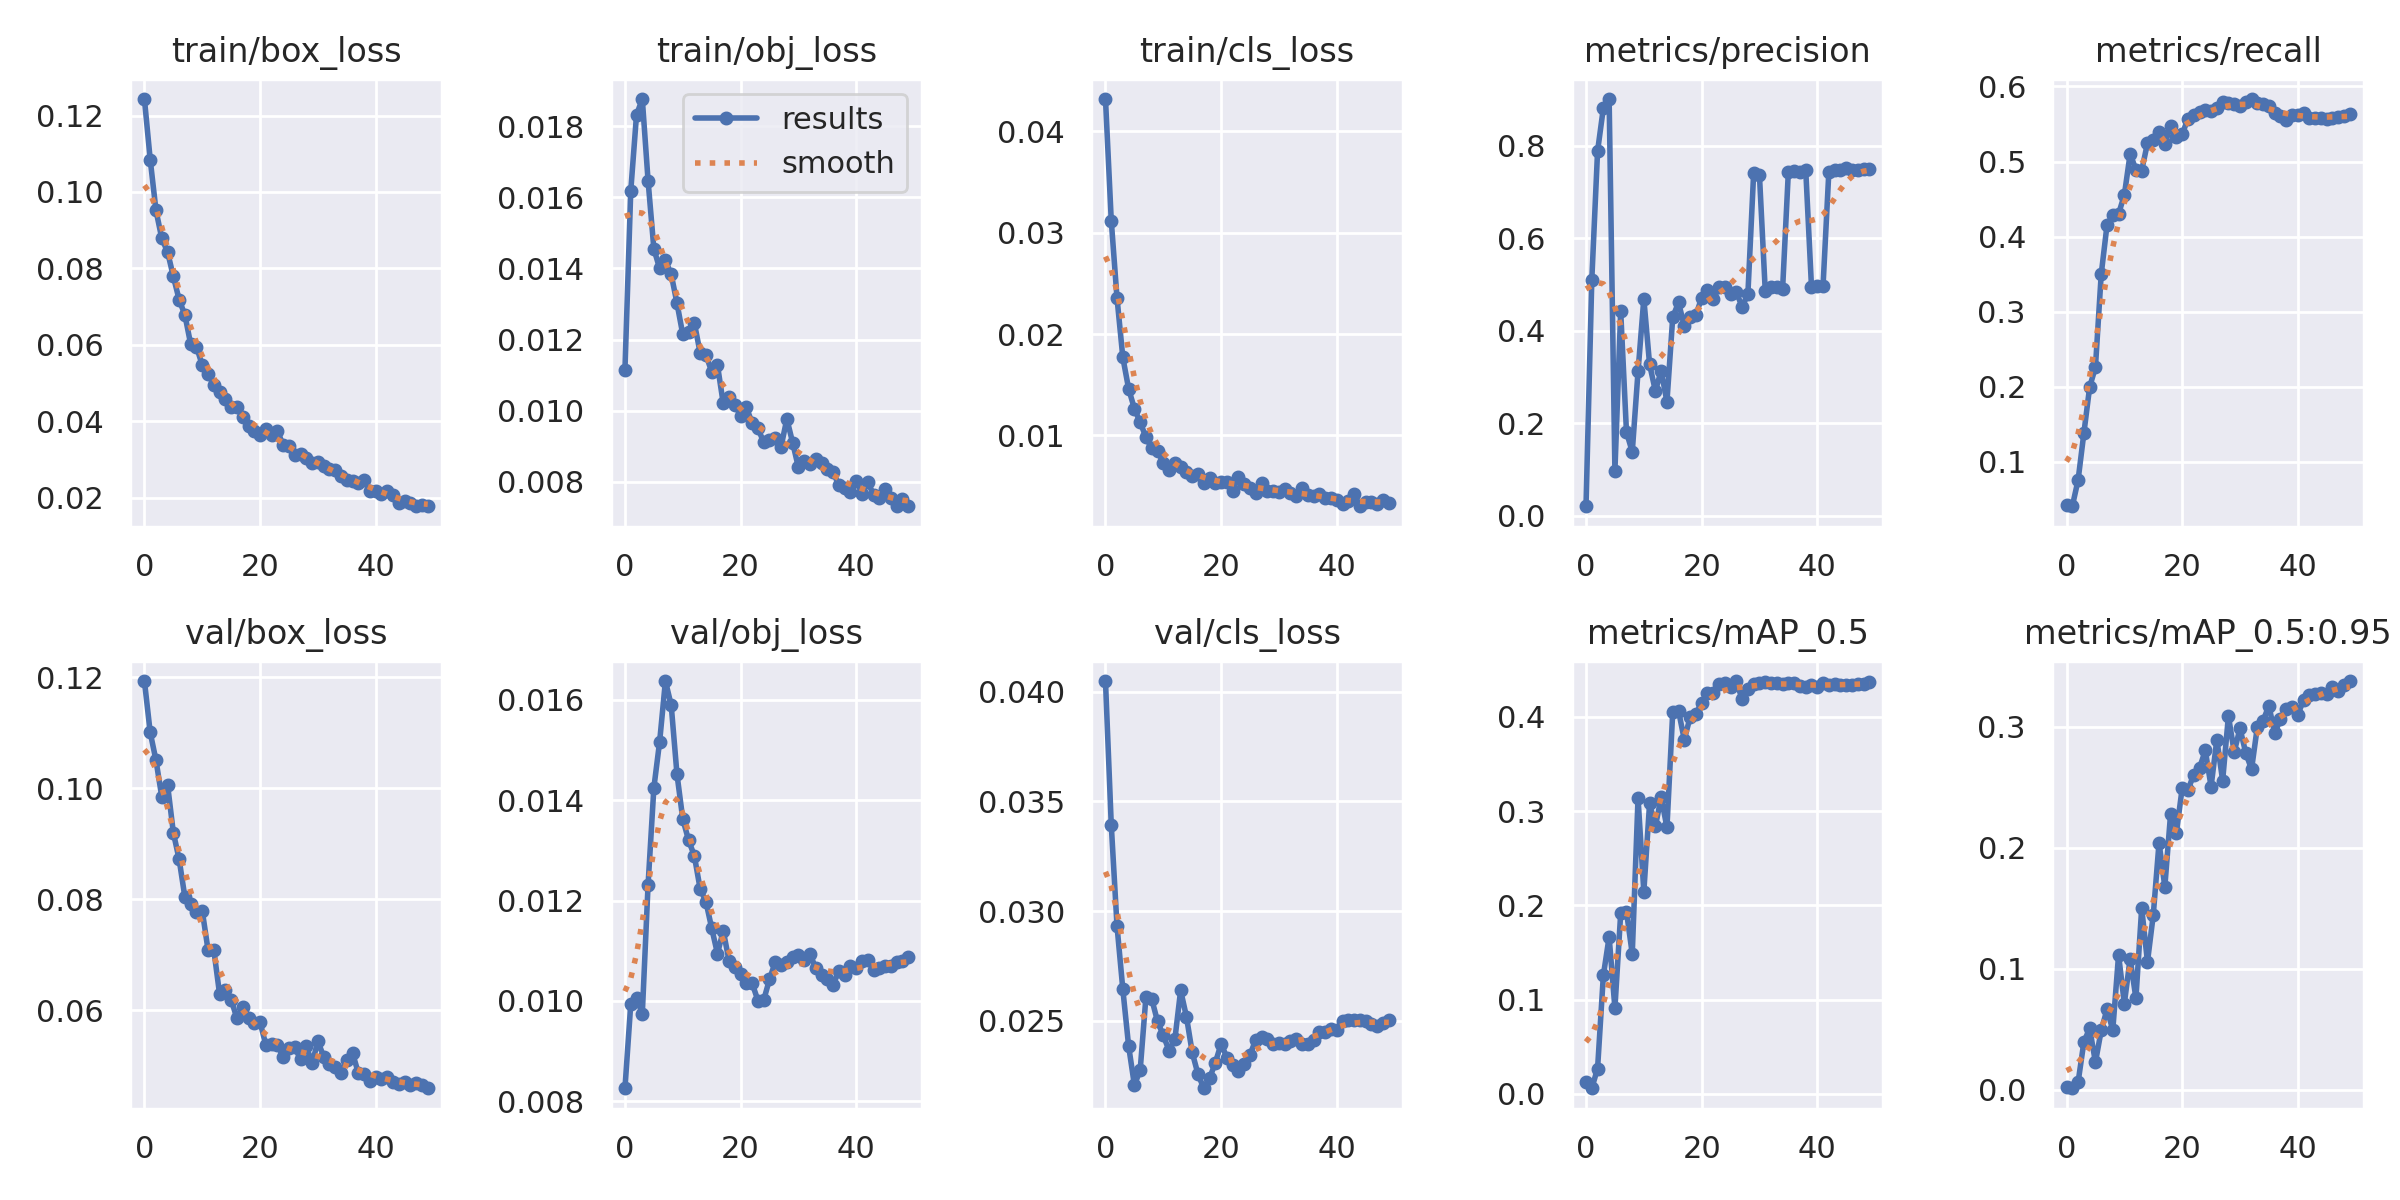 train/box_loss
0.12
0.10
0.08
0.06
0.04
0.02
0 20 40
train/obj_loss
results
smooth
0.018
0.016
0.014
0.012
0.010
0.008
0 20 40
train/cls_loss
0.04
0.03
0.02
0.01
0 20 40
metrics/precision
0.8
0.6
0.4
0.2
0.0
0 20 40
metrics/recall
0.6
0.5
0.4
0.3
0.2
0.1
0 20 40
val/box_loss
0.12
0.10
0.08
0.06
0 20 40
val/obj_loss
0.016
0.014
0.012
0.010
0.008
0 20 40
val/cls_loss
0.040
0.035
0.030
0.025
0 20 40
metrics/mAP_0.5
0.4
0.3
0.2
0.1
0.0
0 20 40
metrics/mAP_0.5:0.95
0.3
0.2
0.1
0.0
0 20 40